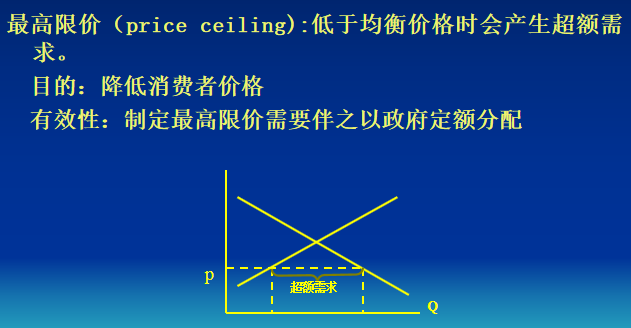 最高限价（price ceiling):低于均衡价格时会产生超额需
求。
目的：降低消费者价格
有效性：制定最高限价需要伴之以政府定额分配
p
超额需求
Q